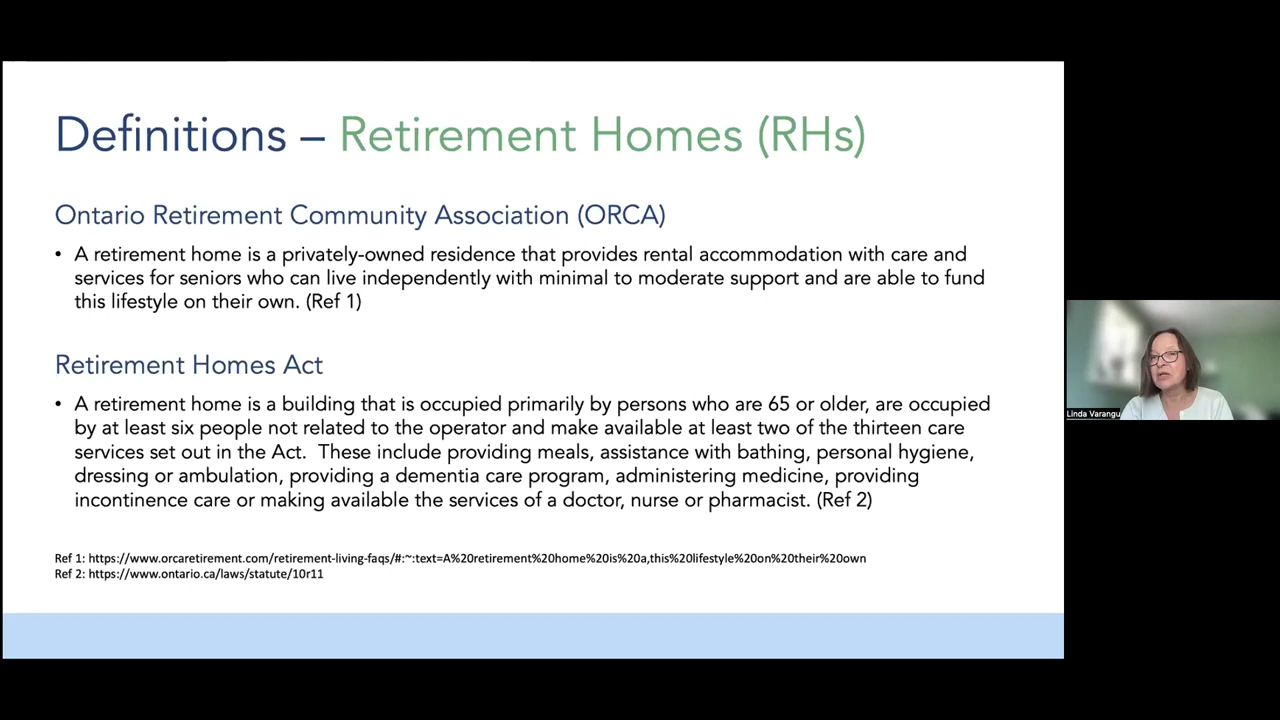 Definitions – Retirement Homes (RHs)
Ontario Retirement Community Association (ORCA)
• A retirement home is a privately-owned residence that provides rental accommodation with care and
services for seniors who can live independently with minimal to moderate support and are able to fund
this lifestyle on their own. (Ref 1)
Retirement Homes Act
• A retirement home is a building that is occupied primarily by persons who are 65 or older, are occupied
by at least six people not related to the operator and make available at least two of the thirteen care
services set out in the Act.  These include providing meals, assistance with bathing, personal hygiene,
dressing or ambulation, providing a dementia care program, administering medicine, providing
incontinence care or making available the services of a doctor, nurse or pharmacist. (Ref 2)
Ref 1: https://www.orcaretirement.com/retirement-living-faqs/#:~:text=A%20retirement%20home%20is%20a,this%20lifestyle%20on%20their%20own
Ref 2: https://www.ontario.ca/laws/statute/10r11
Linda Varangu